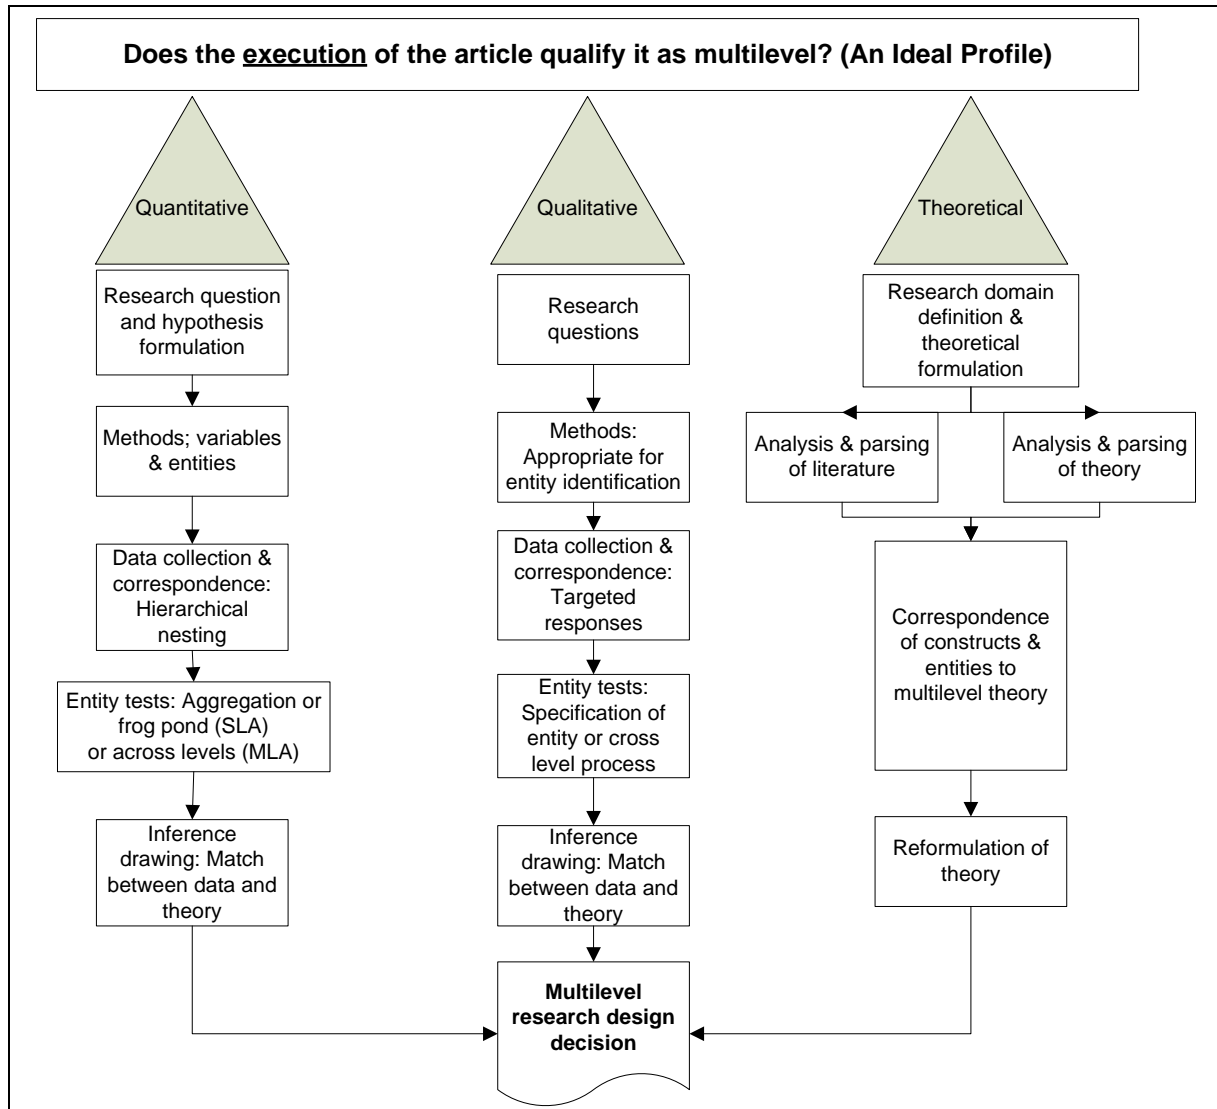 Does the execution of the article qualify it as multilevel? (An Ideal Profile)
Quantitative
Research question
and hypothesis
formulation
Methods; variables
& entities
Data collection &
correspondence:
Hierarchical
nesting
Entity tests: Aggregation or
frog pond (SLA)
or across levels (MLA)
Inference
drawing: Match
between data and
theory
Qualitative
Research
questions
Methods:
Appropriate for
entity identification
Data collection &
correspondence:
Targeted
responses
Entity tests:
Specification of
entity or cross
level process
Inference
drawing: Match
between data and
theory
Theoretical
Research domain
definition &
theoretical
formulation
Analysis & parsing
of literature
Analysis & parsing
of theory
Correspondence
of constructs &
entities to
multilevel theory
Reformulation of
theory
Multilevel
research design
decision